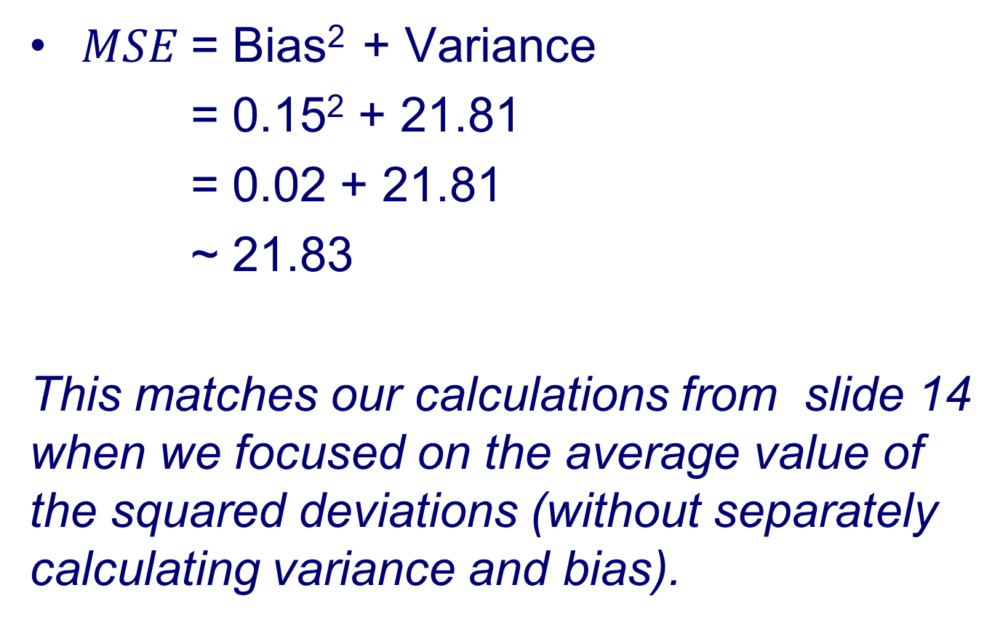 • 𝑀𝑆𝐸 = Bias² + Variance
= 0.15² + 21.81
= 0.02 + 21.81
~ 21.83
This matches our calculations from  slide 14
when we focused on the average value of
the squared deviations (without separately
calculating variance and bias).